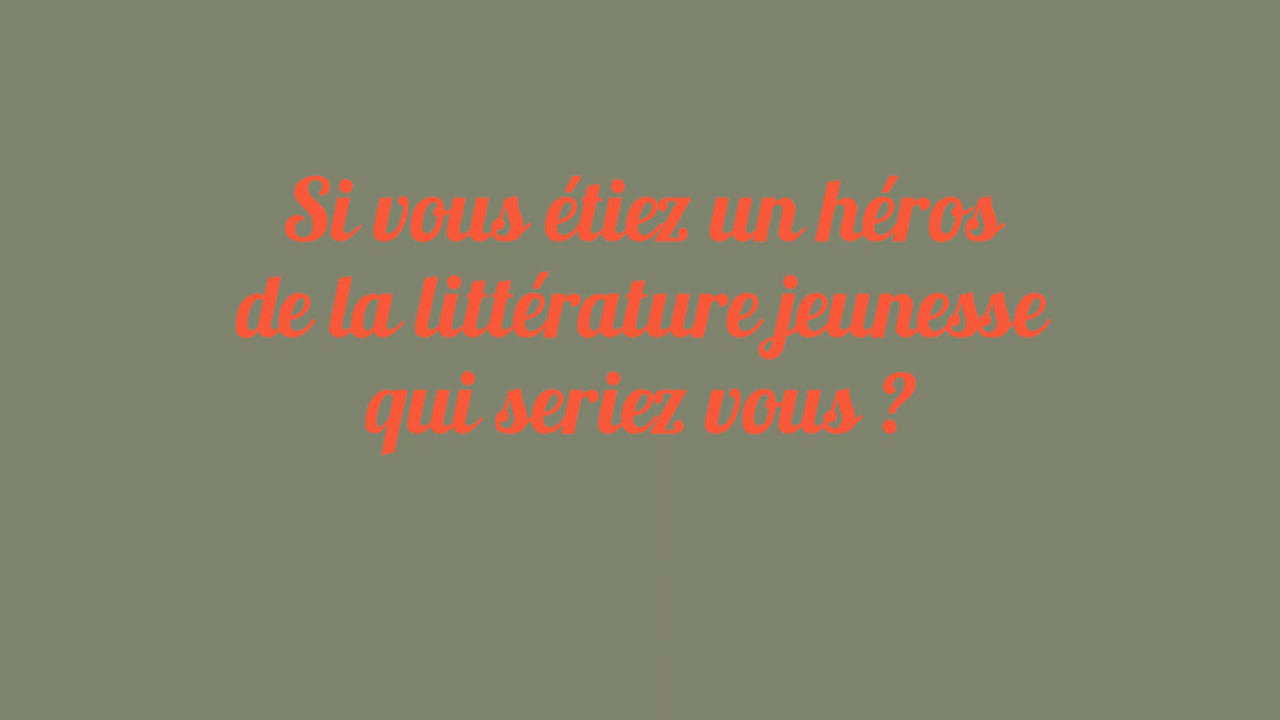 Si vous étiez un héros
de la littérature jeunesse
qui seriez vous ?